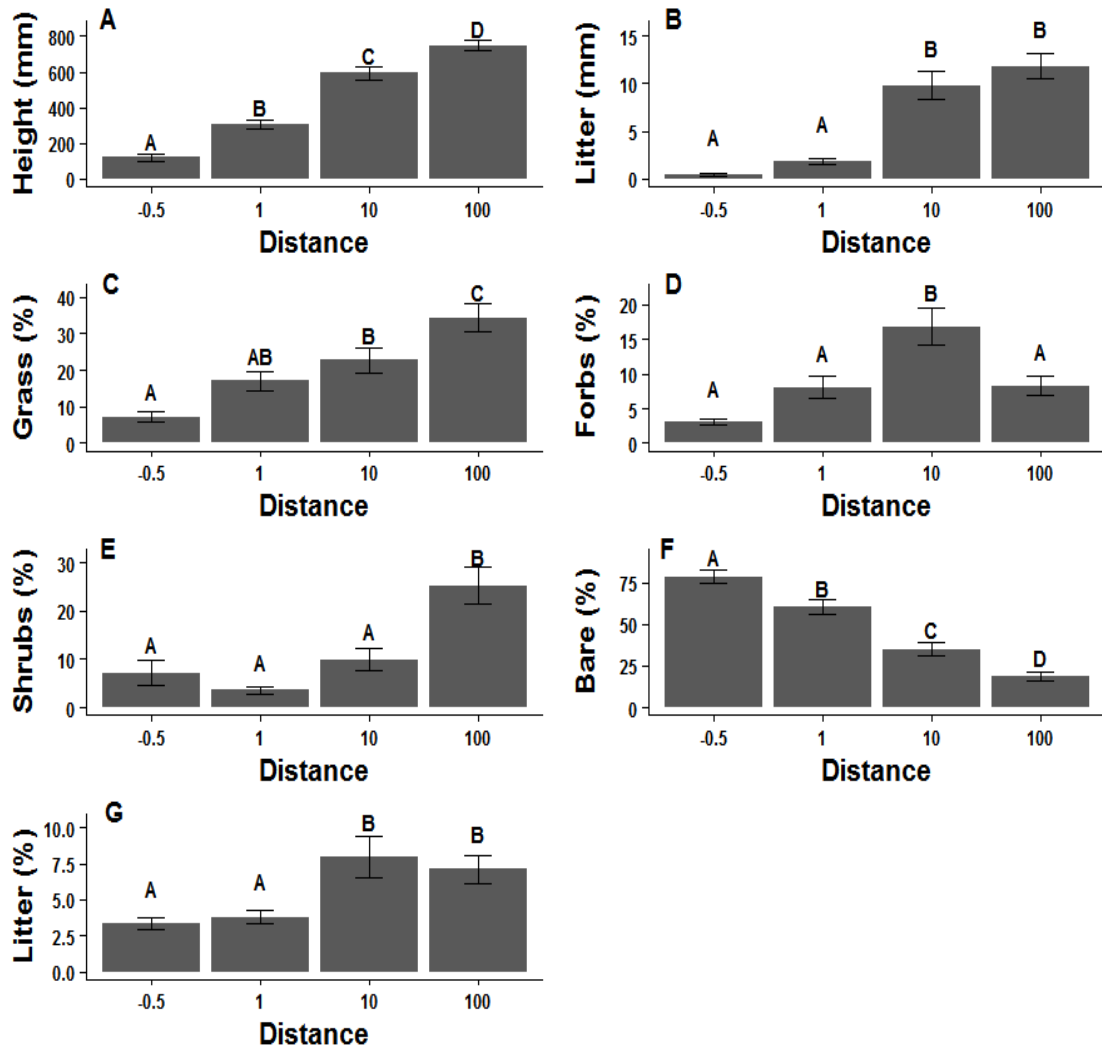 A
Height (mm)
800
600
400
200
0
A
B
C
D
-0.5 1 10 100
Distance
B
Litter (mm)
15
10
5
0
A
A
B
B
-0.5 1 10 100
Distance
C
Grass (%)
40
30
20
10
0
A
AB
B
C
-0.5 1 10 100
Distance
D
Forbs (%)
20
15
10
5
0
A
A
B
A
-0.5 1 10 100
Distance
E
Shrubs (%)
30
20
10
0
A
A
A
B
-0.5 1 10 100
Distance
F
Bare (%)
75
50
25
0
A
B
C
D
-0.5 1 10 100
Distance
G
Litter (%)
10.0
7.5
5.0
2.5
0.0
A
A
B
B
-0.5 1 10 100
Distance